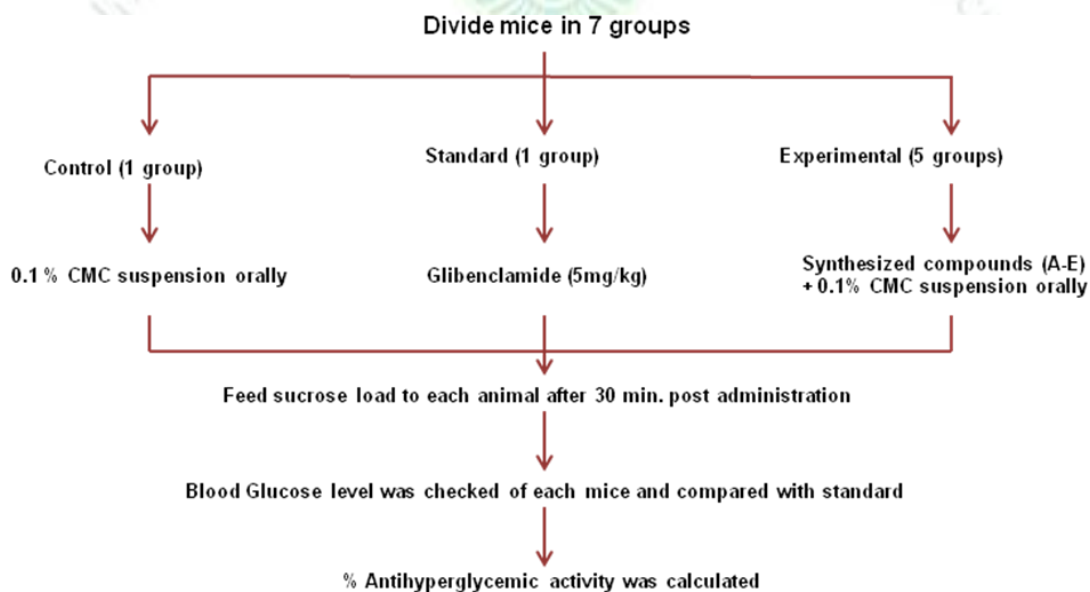 Divide mice in 7 groups
Control (1 group)
Standard (1 group)
Experimental (5 groups)
0.1 % CMC suspension orally
Glibenclamide (5mg/kg)
Synthesized compounds (A-E)
+ 0.1% CMC suspension orally
Feed sucrose load to each animal after 30 min. post administration
Blood Glucose level was checked of each mice and compared with standard
% Antihyperglycemic activity was calculated